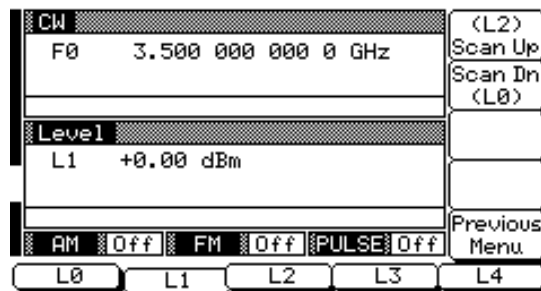 CW
F0 3.500 000 000 0 GHz
Level
L1 +0.00 dBm
AM Off FM Off PULSE Off
(L2)
Scan Up
Scan Dn
(L0)
Previous
Menu
L0 L1 L2 L3 L4